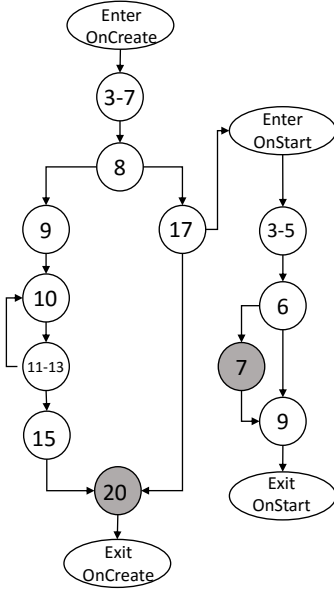 Enter
OnCreate
3-7
8
9
17
10
11-13
15
20
Exit
OnCreate
Enter
OnStart
3-5
6
7
9
Exit
OnStart